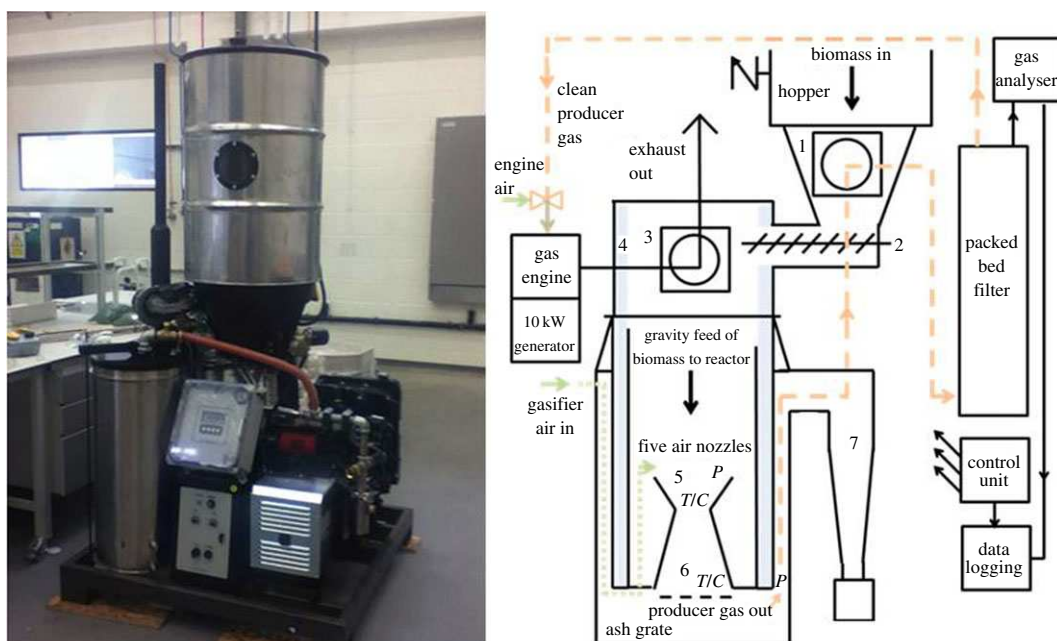 biomass in
hopper
gas
analyser
clean
producer
gas
1
exhaust
out
engine
air
4
3
2
gas
engine
packed
bed
filter
10 kW
generator
gravity feed of
biomass to reactor
gasifier
air in
five air nozzles
7
5
P
T/C
control
unit
6
T/C
P
data
logging
producer gas out
ash grate